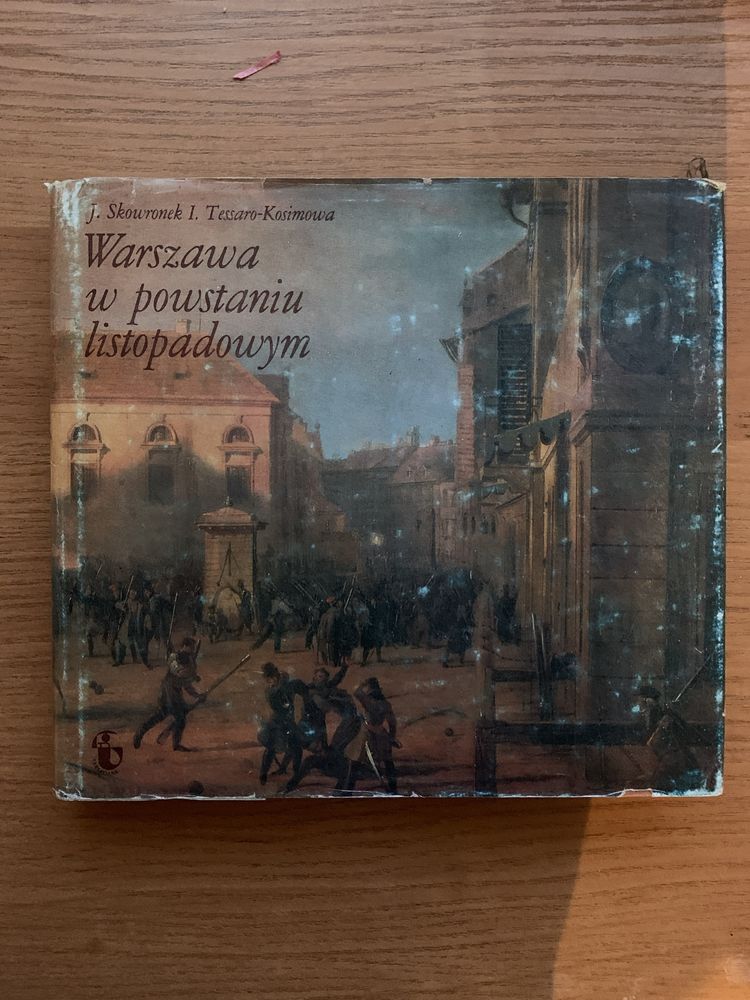 J. Skowronek I. Tessaro-Kosimowa
Warszawa
w powstaniu
listopadowym